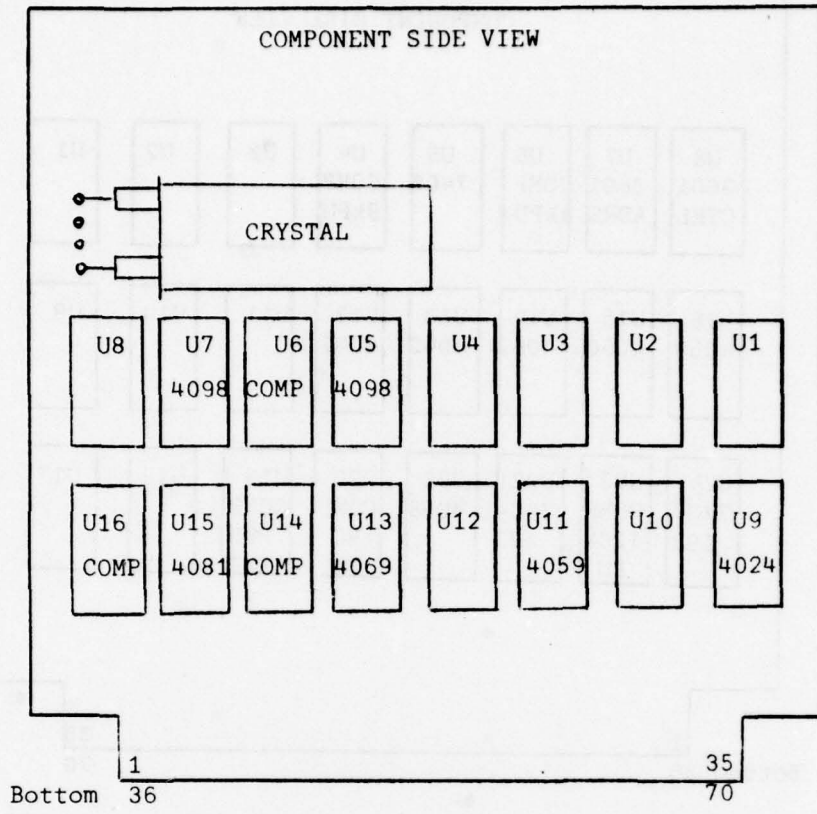 COMPONENT SIDE VIEW
CRYSTAL
U8 U7 U6 U5 U4 U3 U2 U1
4098 COMP 4098
U16 U15 U14 U13 U12 U11 U10 U9
COMP 4081 COMP 4069 4059 4024
1 35
Bottom 36 70